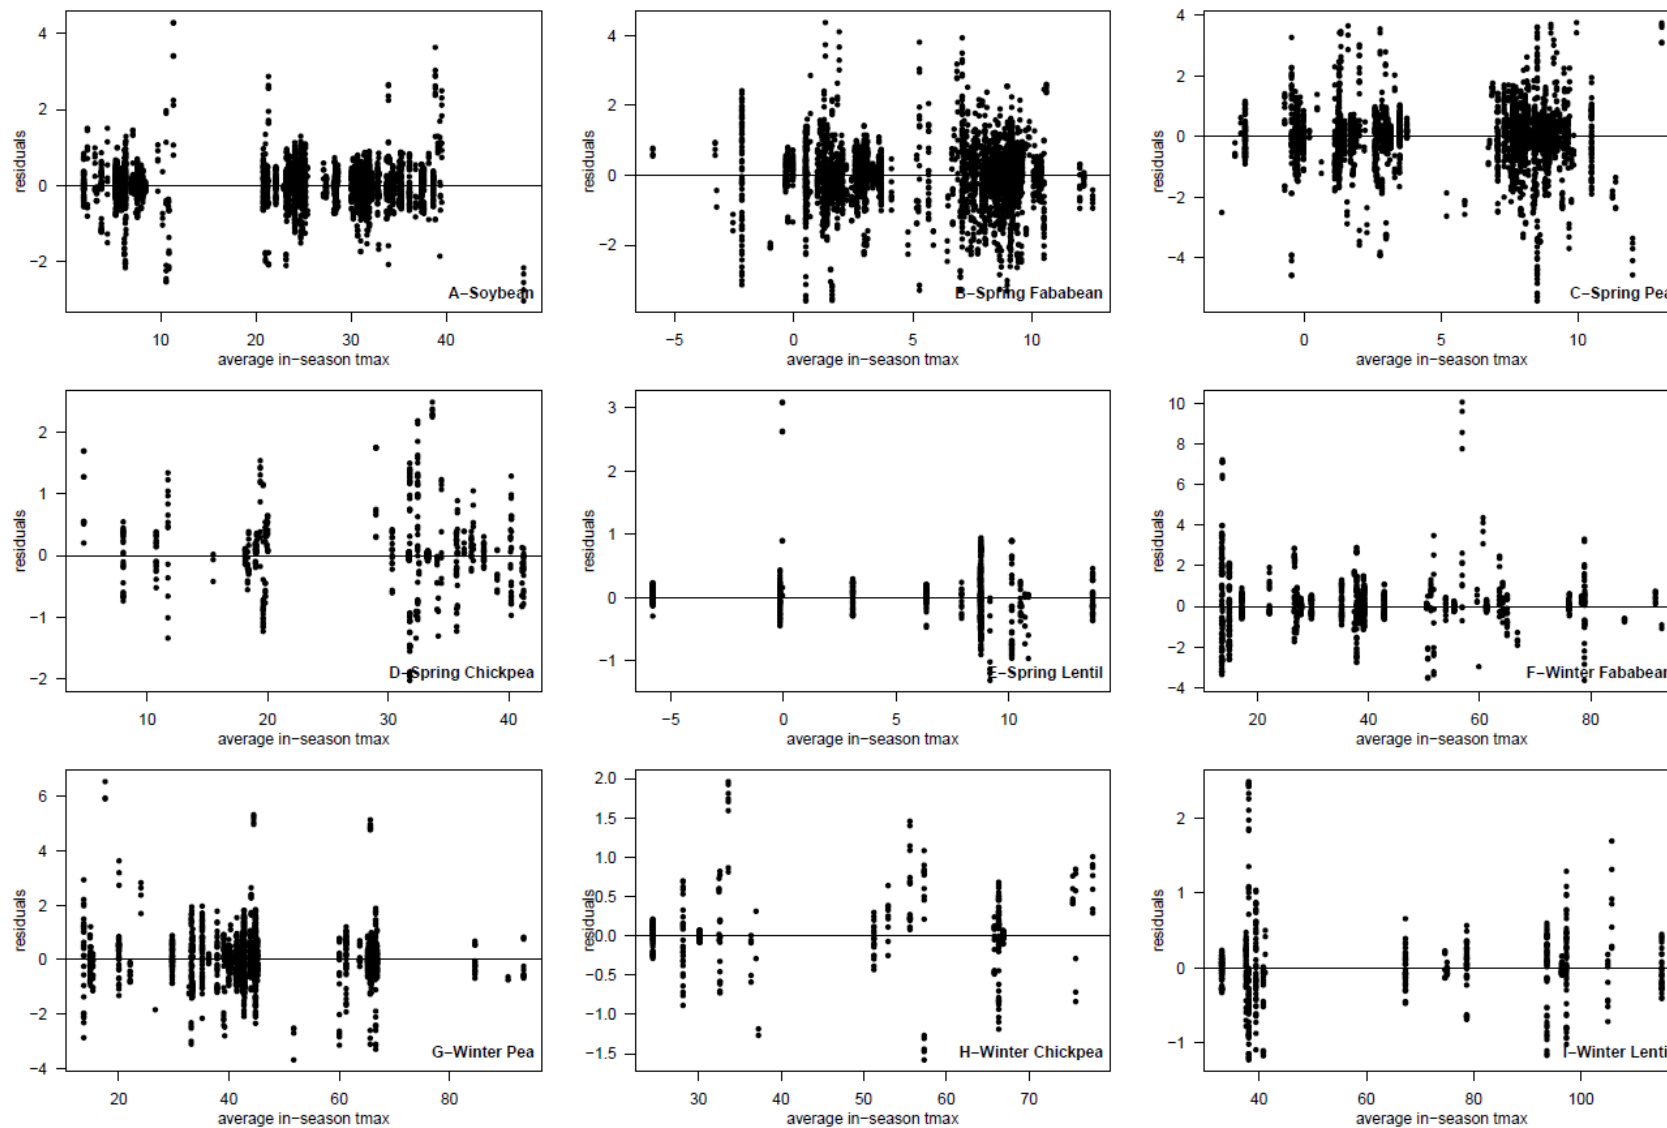 4
2
0
−2
residuals
A−Soybean
10 20 30 40
average in−season tmax
4
2
0
−2
residuals
B−Spring Fababean
−5 0 5 10
average in−season tmax
4
2
0
−2
−4
residuals
C−Spring Pea
0 5 10
average in−season tmax
2
1
0
−1
−2
residuals
D−Spring Chickpea
10 20 30 40
average in−season tmax
3
2
1
0
−1
residuals
E−Spring Lentil
−5 0 5 10
average in−season tmax
10
8
6
4
2
0
−2
−4
residuals
F−Winter Fababean
20 40 60 80
average in−season tmax
6
4
2
0
−2
−4
residuals
G−Winter Pea
20 40 60 80
average in−season tmax
2.0
1.5
1.0
0.5
0.0
−0.5
−1.0
−1.5
residuals
H−Winter Chickpea
30 40 50 60 70
average in−season tmax
2
1
0
−1
residuals
I−Winter Lentil
40 60 80 100
average in−season tmax